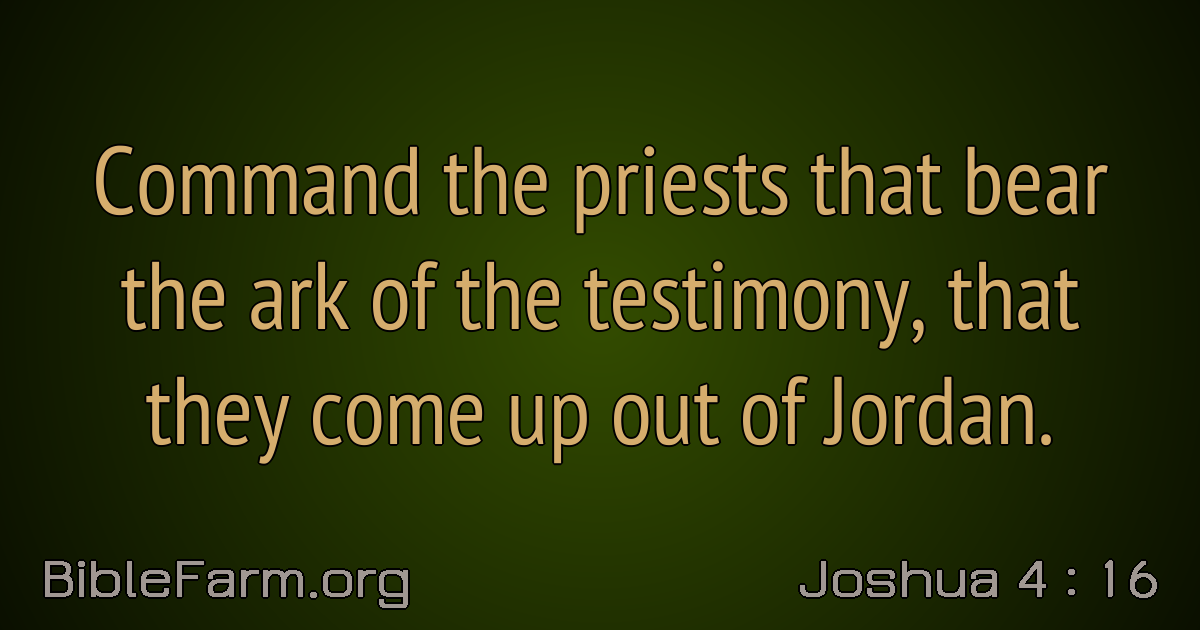 Command the priests that bear
the ark of the testimony, that
they come up out of Jordan.
BibleFarm.org
Joshua 4 : 16